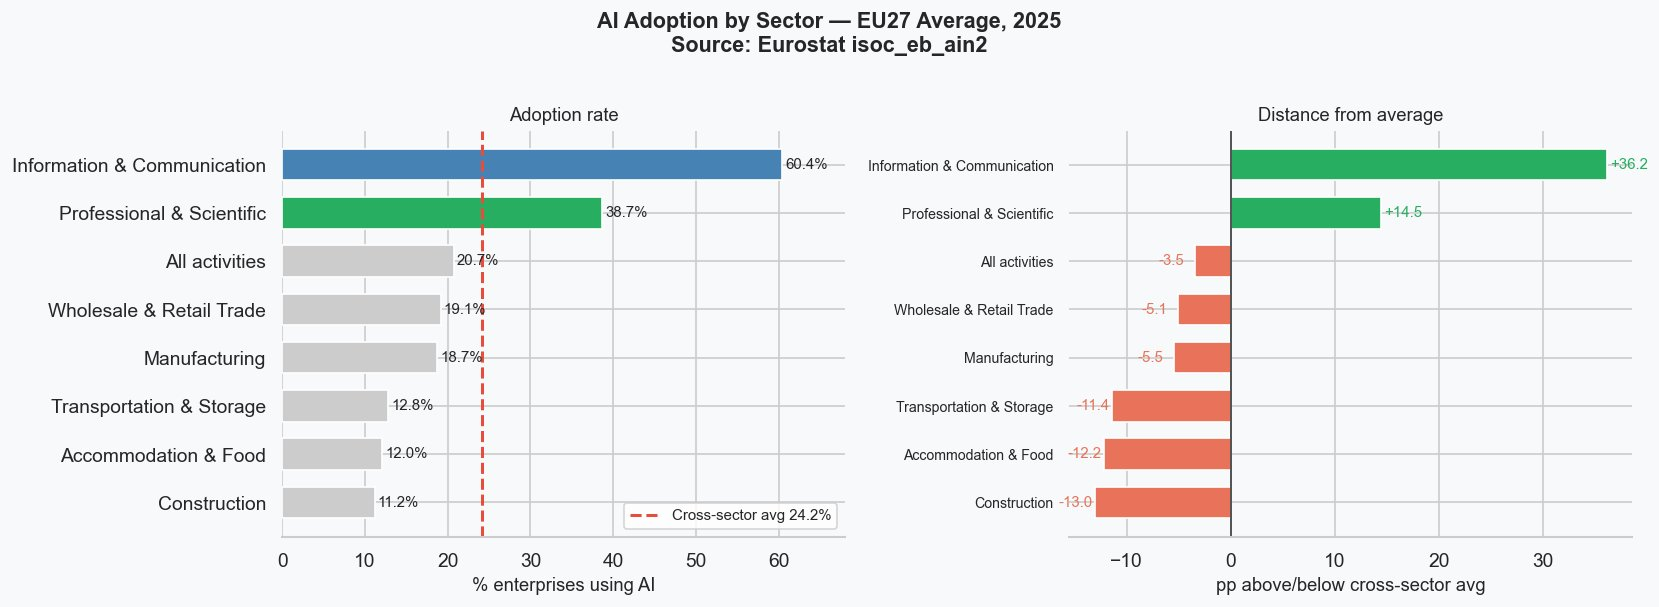 AI Adoption by Sector — EU27 Average, 2025
Source: Eurostat isoc_eb_ain2
Adoption rate
Information & Communication
60.4%
Professional & Scientific
38.7%
All activities
20.7%
Wholesale & Retail Trade
19.1%
Manufacturing
18.7%
Transportation & Storage
12.8%
Accommodation & Food
12.0%
Construction
11.2%
Cross-sector avg 24.2%
0 10 20 30 40 50 60
% enterprises using AI
Distance from average
Information & Communication
+36.2
Professional & Scientific
+14.5
All activities
-3.5
Wholesale & Retail Trade
-5.1
Manufacturing
-5.5
Transportation & Storage
-11.4
Accommodation & Food
-12.2
Construction
-13.0
−10 0 10 20 30
pp above/below cross-sector avg